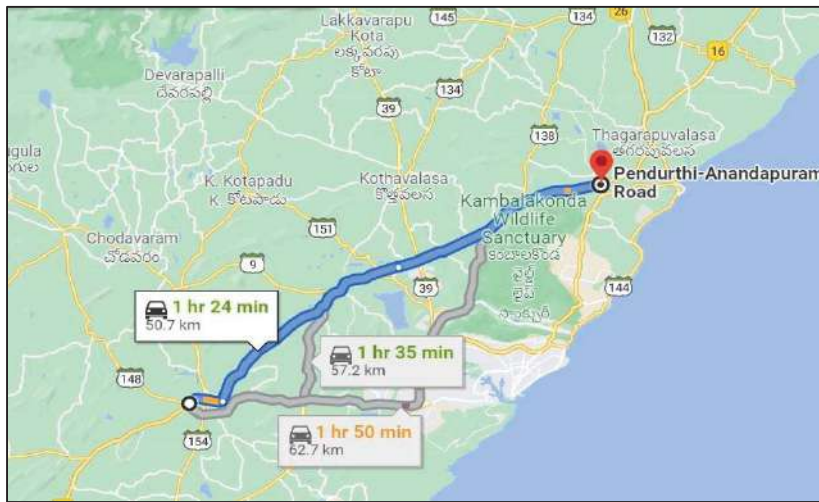 26
134
145
132
16
Lakkavarapu
Kota
లక్కవరపు
కోట
Devarapalli
దేవరపల్లి
134
39
138
Thagarapuvalasa
తగరపువలస
Pendurthi-Anandapuram
Road
K. Kotapadu
K. కోటపాడు
Kothavalasa
కొత్తవలస
Kambalakonda
Wildlife
Sanctuary
కంబాలకొండ
వైల్డ్
లైఫ్
శాంక్చురీ
151
Chodavaram
చోడవరం
9
39
144
1 hr 24 min
50.7 km
1 hr 35 min
57.2 km
148
154
1 hr 50 min
62.7 km